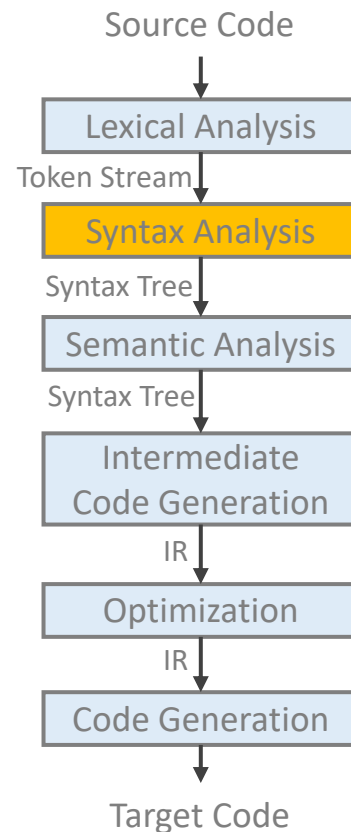 Source Code
Lexical Analysis
Token Stream
Syntax Analysis
Syntax Tree
Semantic Analysis
Syntax Tree
Intermediate
Code Generation
IR
Optimization
IR
Code Generation
Target Code